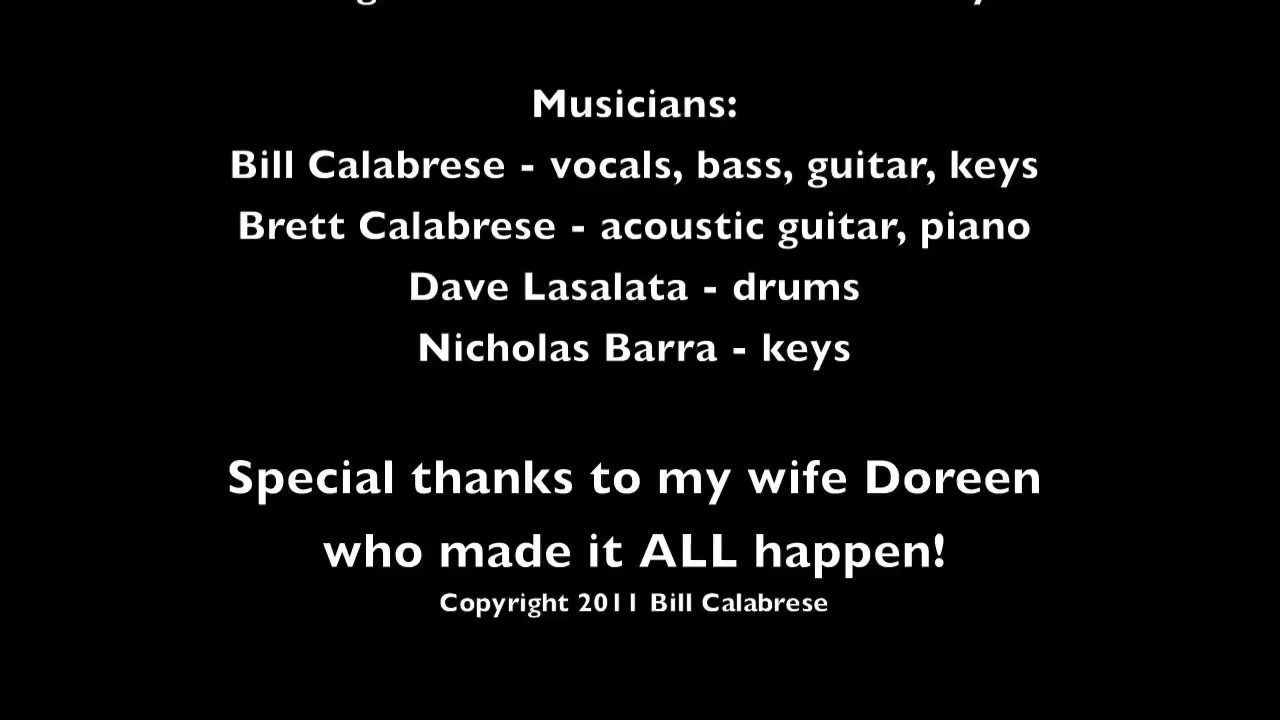 Musicians:
Bill Calabrese - vocals, bass, guitar, keys
Brett Calabrese - acoustic guitar, piano
Dave Lasalata - drums
Nicholas Barra - keys
Special thanks to my wife Doreen
who made it ALL happen!
Copyright 2011 Bill Calabrese